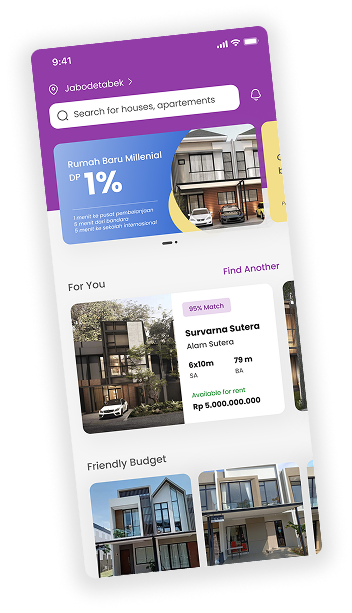 9:41
Jabodetabek
Search for houses, apartements
Rumah Baru Millenial
DP 1%
1 menit ke pusat perbelanjaan
5 menit dari bandara
5 menit ke sekolah internasional
For You
Find Another
95% Match
Survarna Sutera
Alam Sutera
6x10m 79 m
SA BA
Available for rent
Rp 5.000.000.000
Friendly Budget